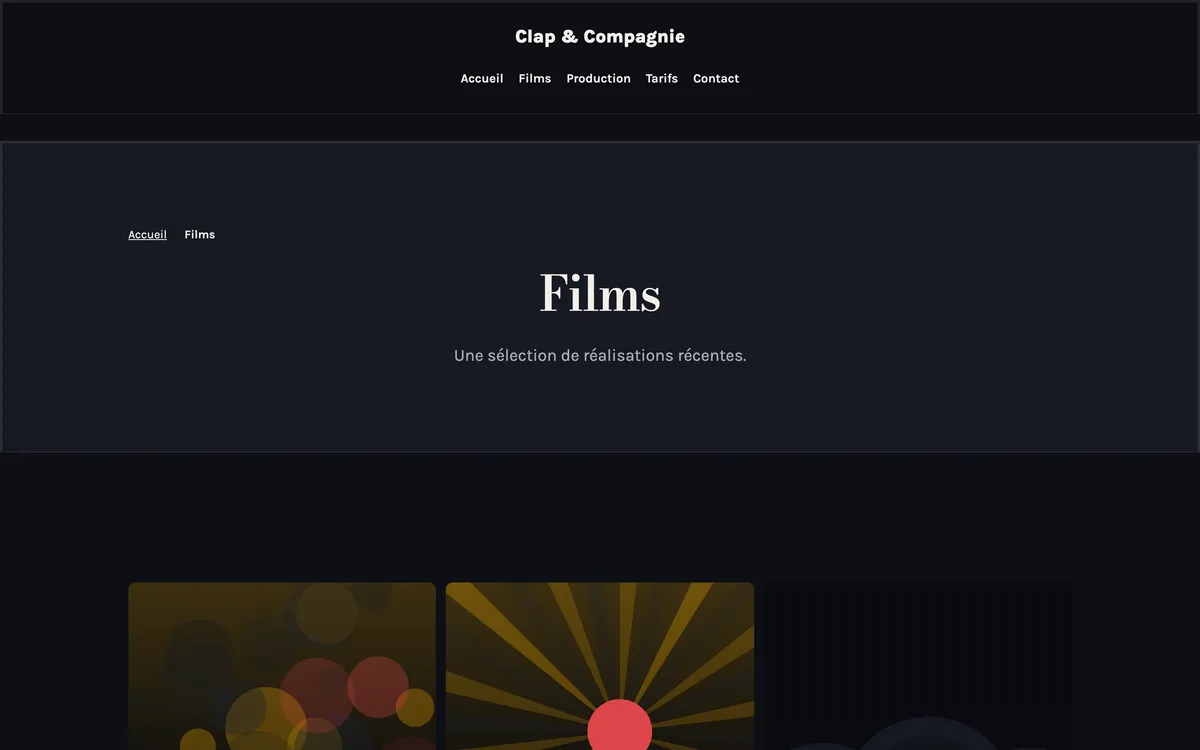 Clap & Compagnie
Accueil Films Production Tarifs Contact
Accueil Films
Films
Une sélection de réalisations récentes.